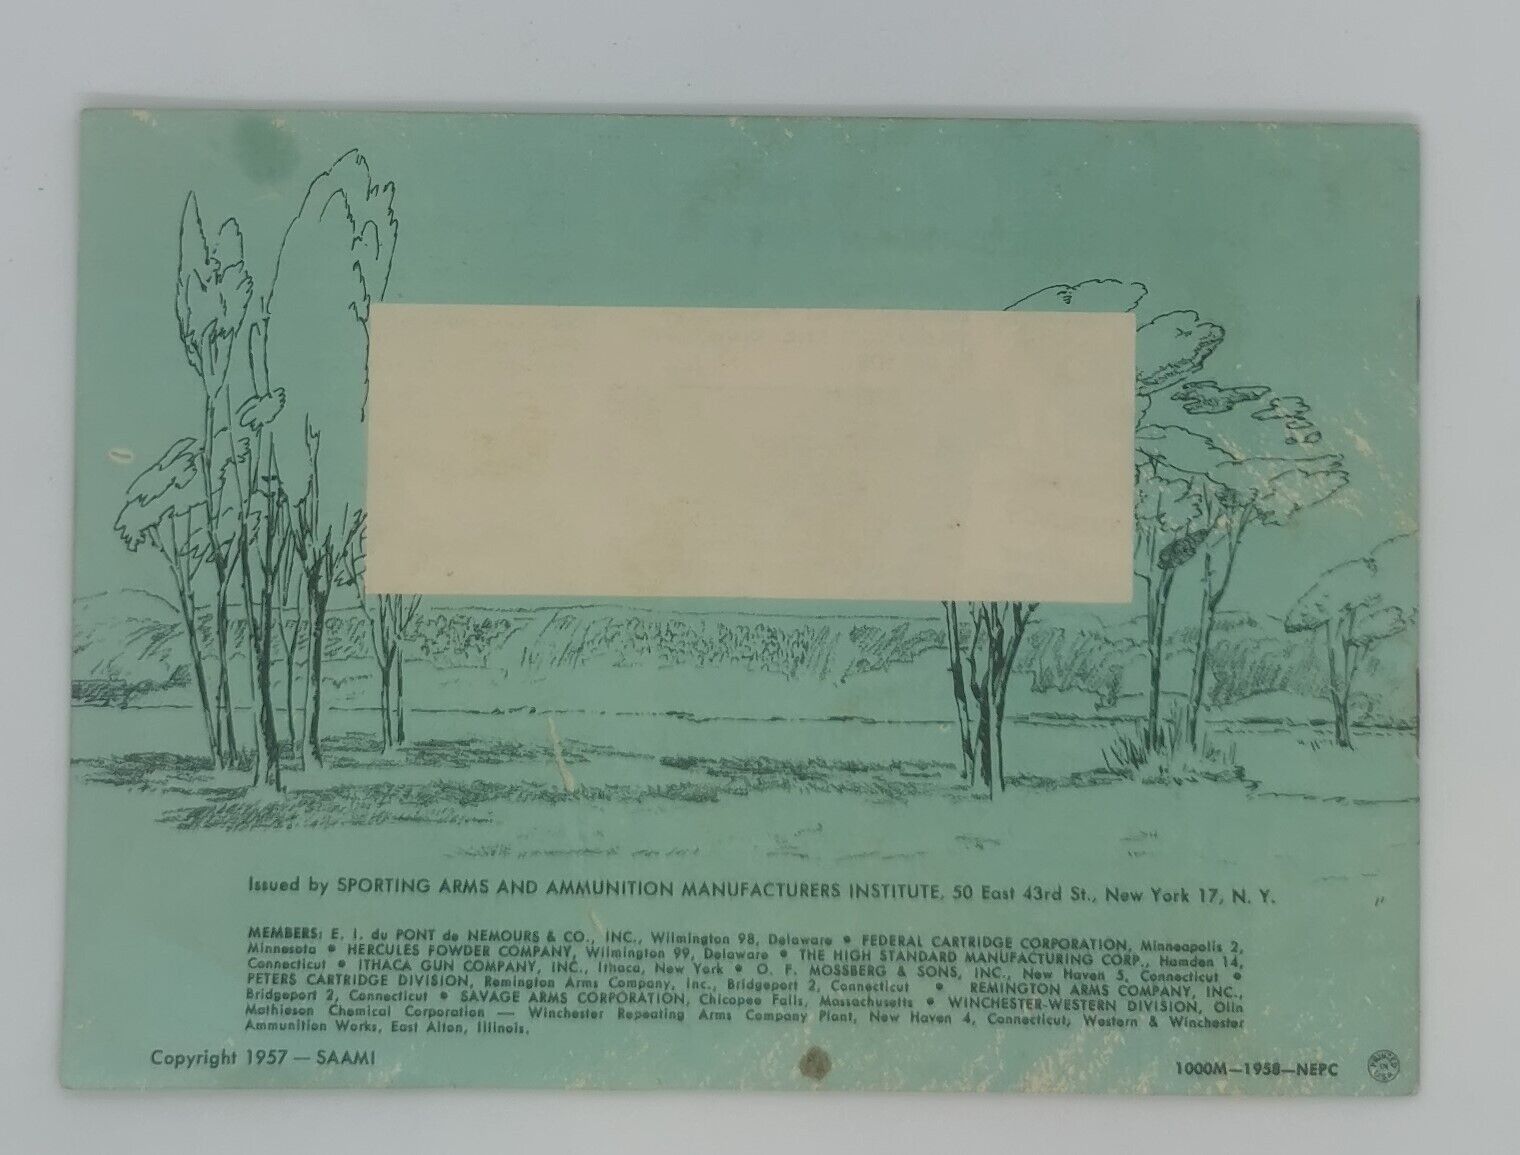 Issued by SPORTING ARMS AND AMMUNITION MANUFACTURERS INSTITUTE, 50 East 43rd St., New York 17, N. Y.
MEMBERS: E. I. du PONT de NEMOURS & CO., INC., Wilmington 98, Delaware • FEDERAL CARTRIDGE CORPORATION, Minneapolis 2,
Minnesota • HERCULES POWDER COMPANY, Wilmington 99, Delaware • THE HIGH STANDARD MANUFACTURING CORP., Hamden 14,
Connecticut • ITHACA GUN COMPANY, INC., Ithaca, New York • O. F. MOSSBERG & SONS, INC., New Haven 5, Connecticut •
PETERS CARTRIDGE DIVISION, Remington Arms Company, Inc., Bridgeport 2, Connecticut • REMINGTON ARMS COMPANY, INC.,
Bridgeport 2, Connecticut • SAVAGE ARMS CORPORATION, Chicopee Falls, Massachusetts • WINCHESTER-WESTERN DIVISION, Olin
Mathieson Chemical Corporation — Winchester Repeating Arms Company Plant, New Haven 4, Connecticut; Western & Winchester
Ammunition Works, East Alton, Illinois.
Copyright 1957 — SAAMI
1000M—1958—NEPC
PRINTED
IN
USA